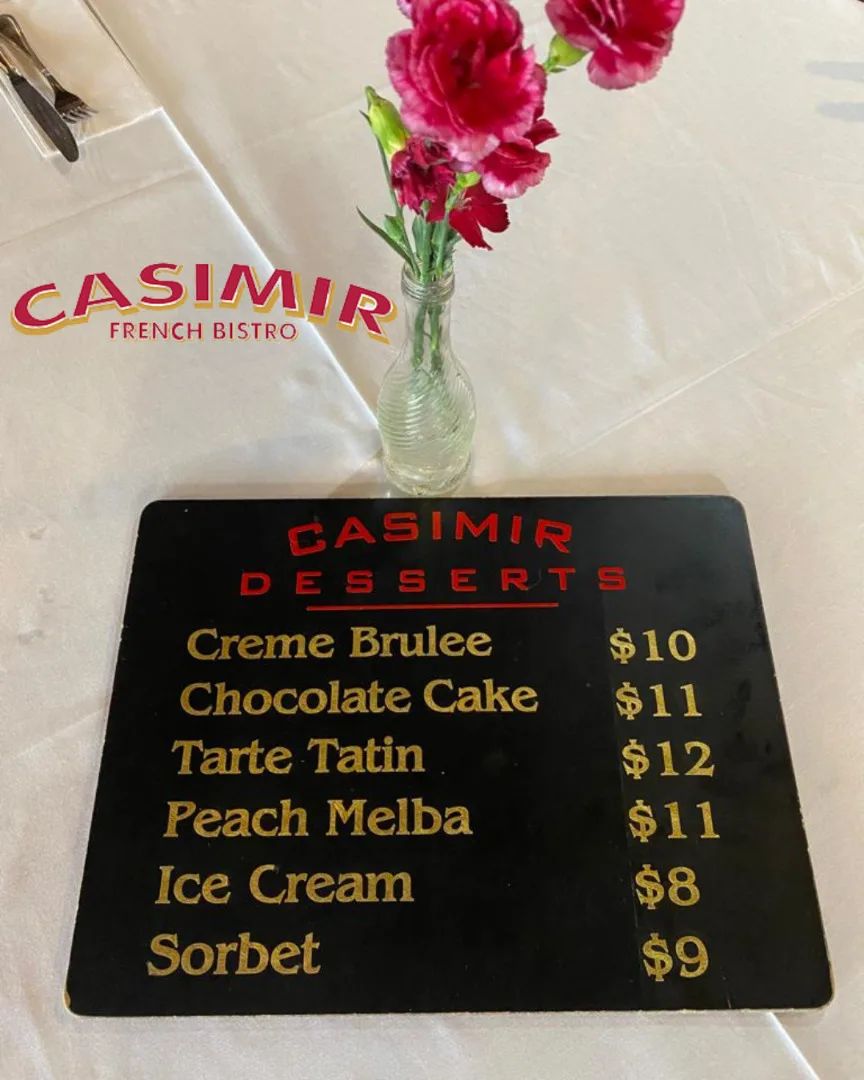 CASIMIR
FRENCH BISTRO
CASIMIR
DESSERTS
Creme Brulee $10
Chocolate Cake $11
Tarte Tatin $12
Peach Melba $11
Ice Cream $8
Sorbet $9